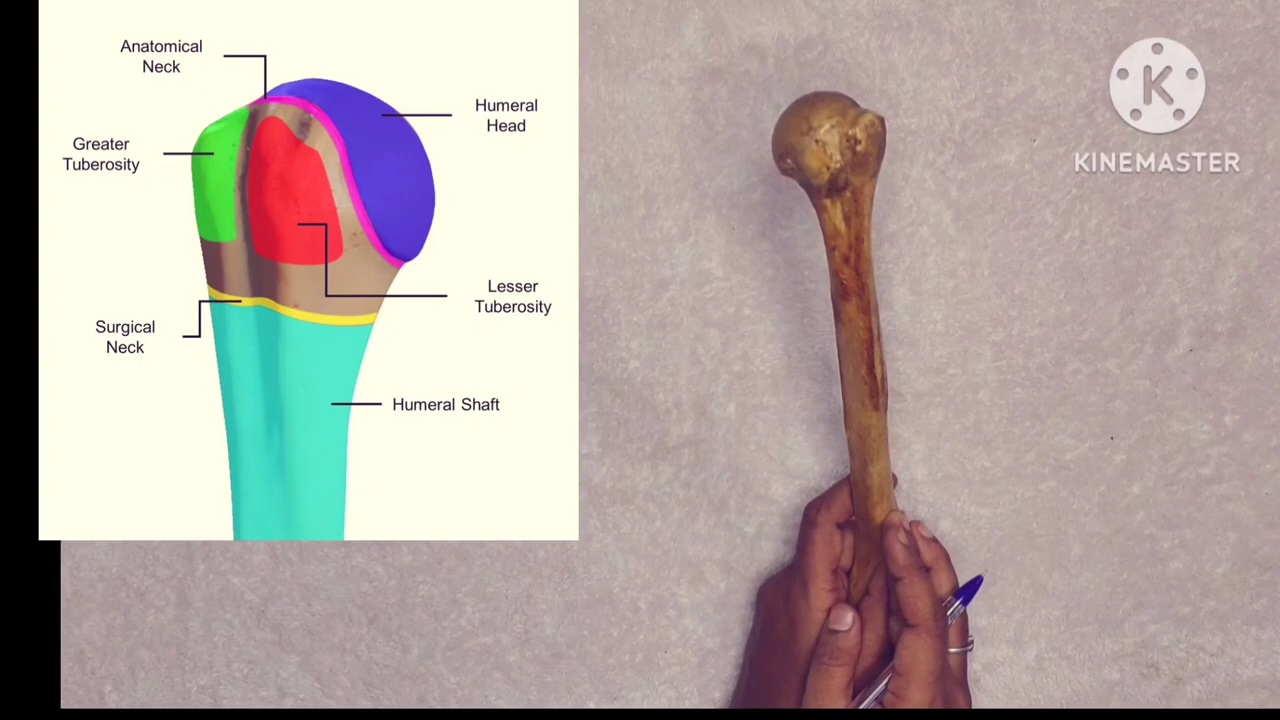 Anatomical
Neck
Humeral
Head
Greater
Tuberosity
Lesser
Tuberosity
Surgical
Neck
Humeral Shaft
K
KINEMASTER